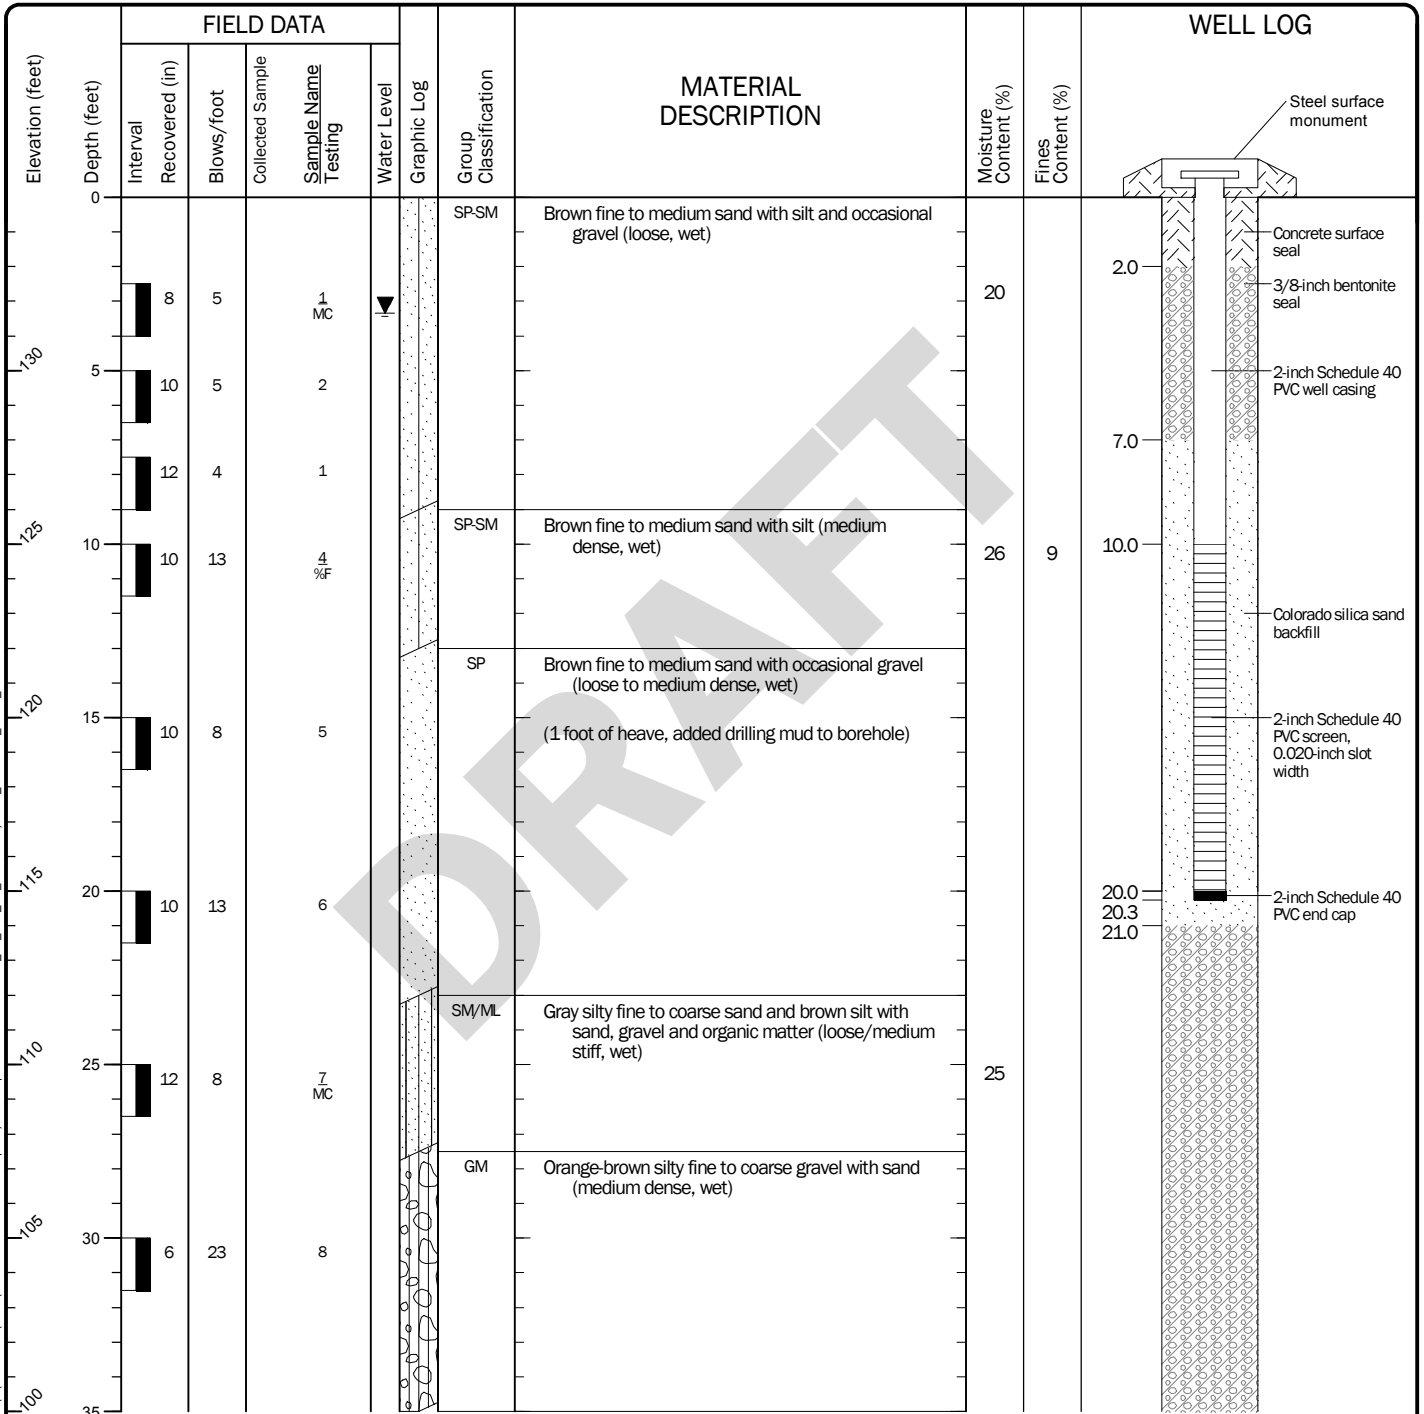 FIELD DATA
WELL LOG
Elevation (feet)
Depth (feet)
Interval
Recovered (in)
Blows/foot
Collected Sample
Sample Name
Testing
Water Level
Graphic Log
Group
Classification
MATERIAL
DESCRIPTION
Moisture
Content (%)
Fines
Content (%)
Steel surface
monument
0
SP-SM
Brown fine to medium sand with silt and occasional
gravel (loose, wet)
Concrete surface
seal
2.0
8
5
1
MC
20
3/8-inch bentonite
seal
130
5
10
5
2
2-inch Schedule 40
PVC well casing
7.0
12
4
1
125
SP-SM
Brown fine to medium sand with silt (medium
dense, wet)
10
10
13
4
%F
26
9
10.0
Colorado silica sand
backfill
SP
Brown fine to medium sand with occasional gravel
(loose to medium dense, wet)
120
15
10
8
5
(1 foot of heave, added drilling mud to borehole)
2-inch Schedule 40
PVC screen,
0.020-inch slot
width
115
20
10
13
6
20.0
20.3
21.0
2-inch Schedule 40
PVC end cap
SM/ML
Gray silty fine to coarse sand and brown silt with
sand, gravel and organic matter (loose/medium
stiff, wet)
110
25
12
8
7
MC
25
GM
Orange-brown silty fine to coarse gravel with sand
(medium dense, wet)
105
30
6
23
8
100
35
DRAFT